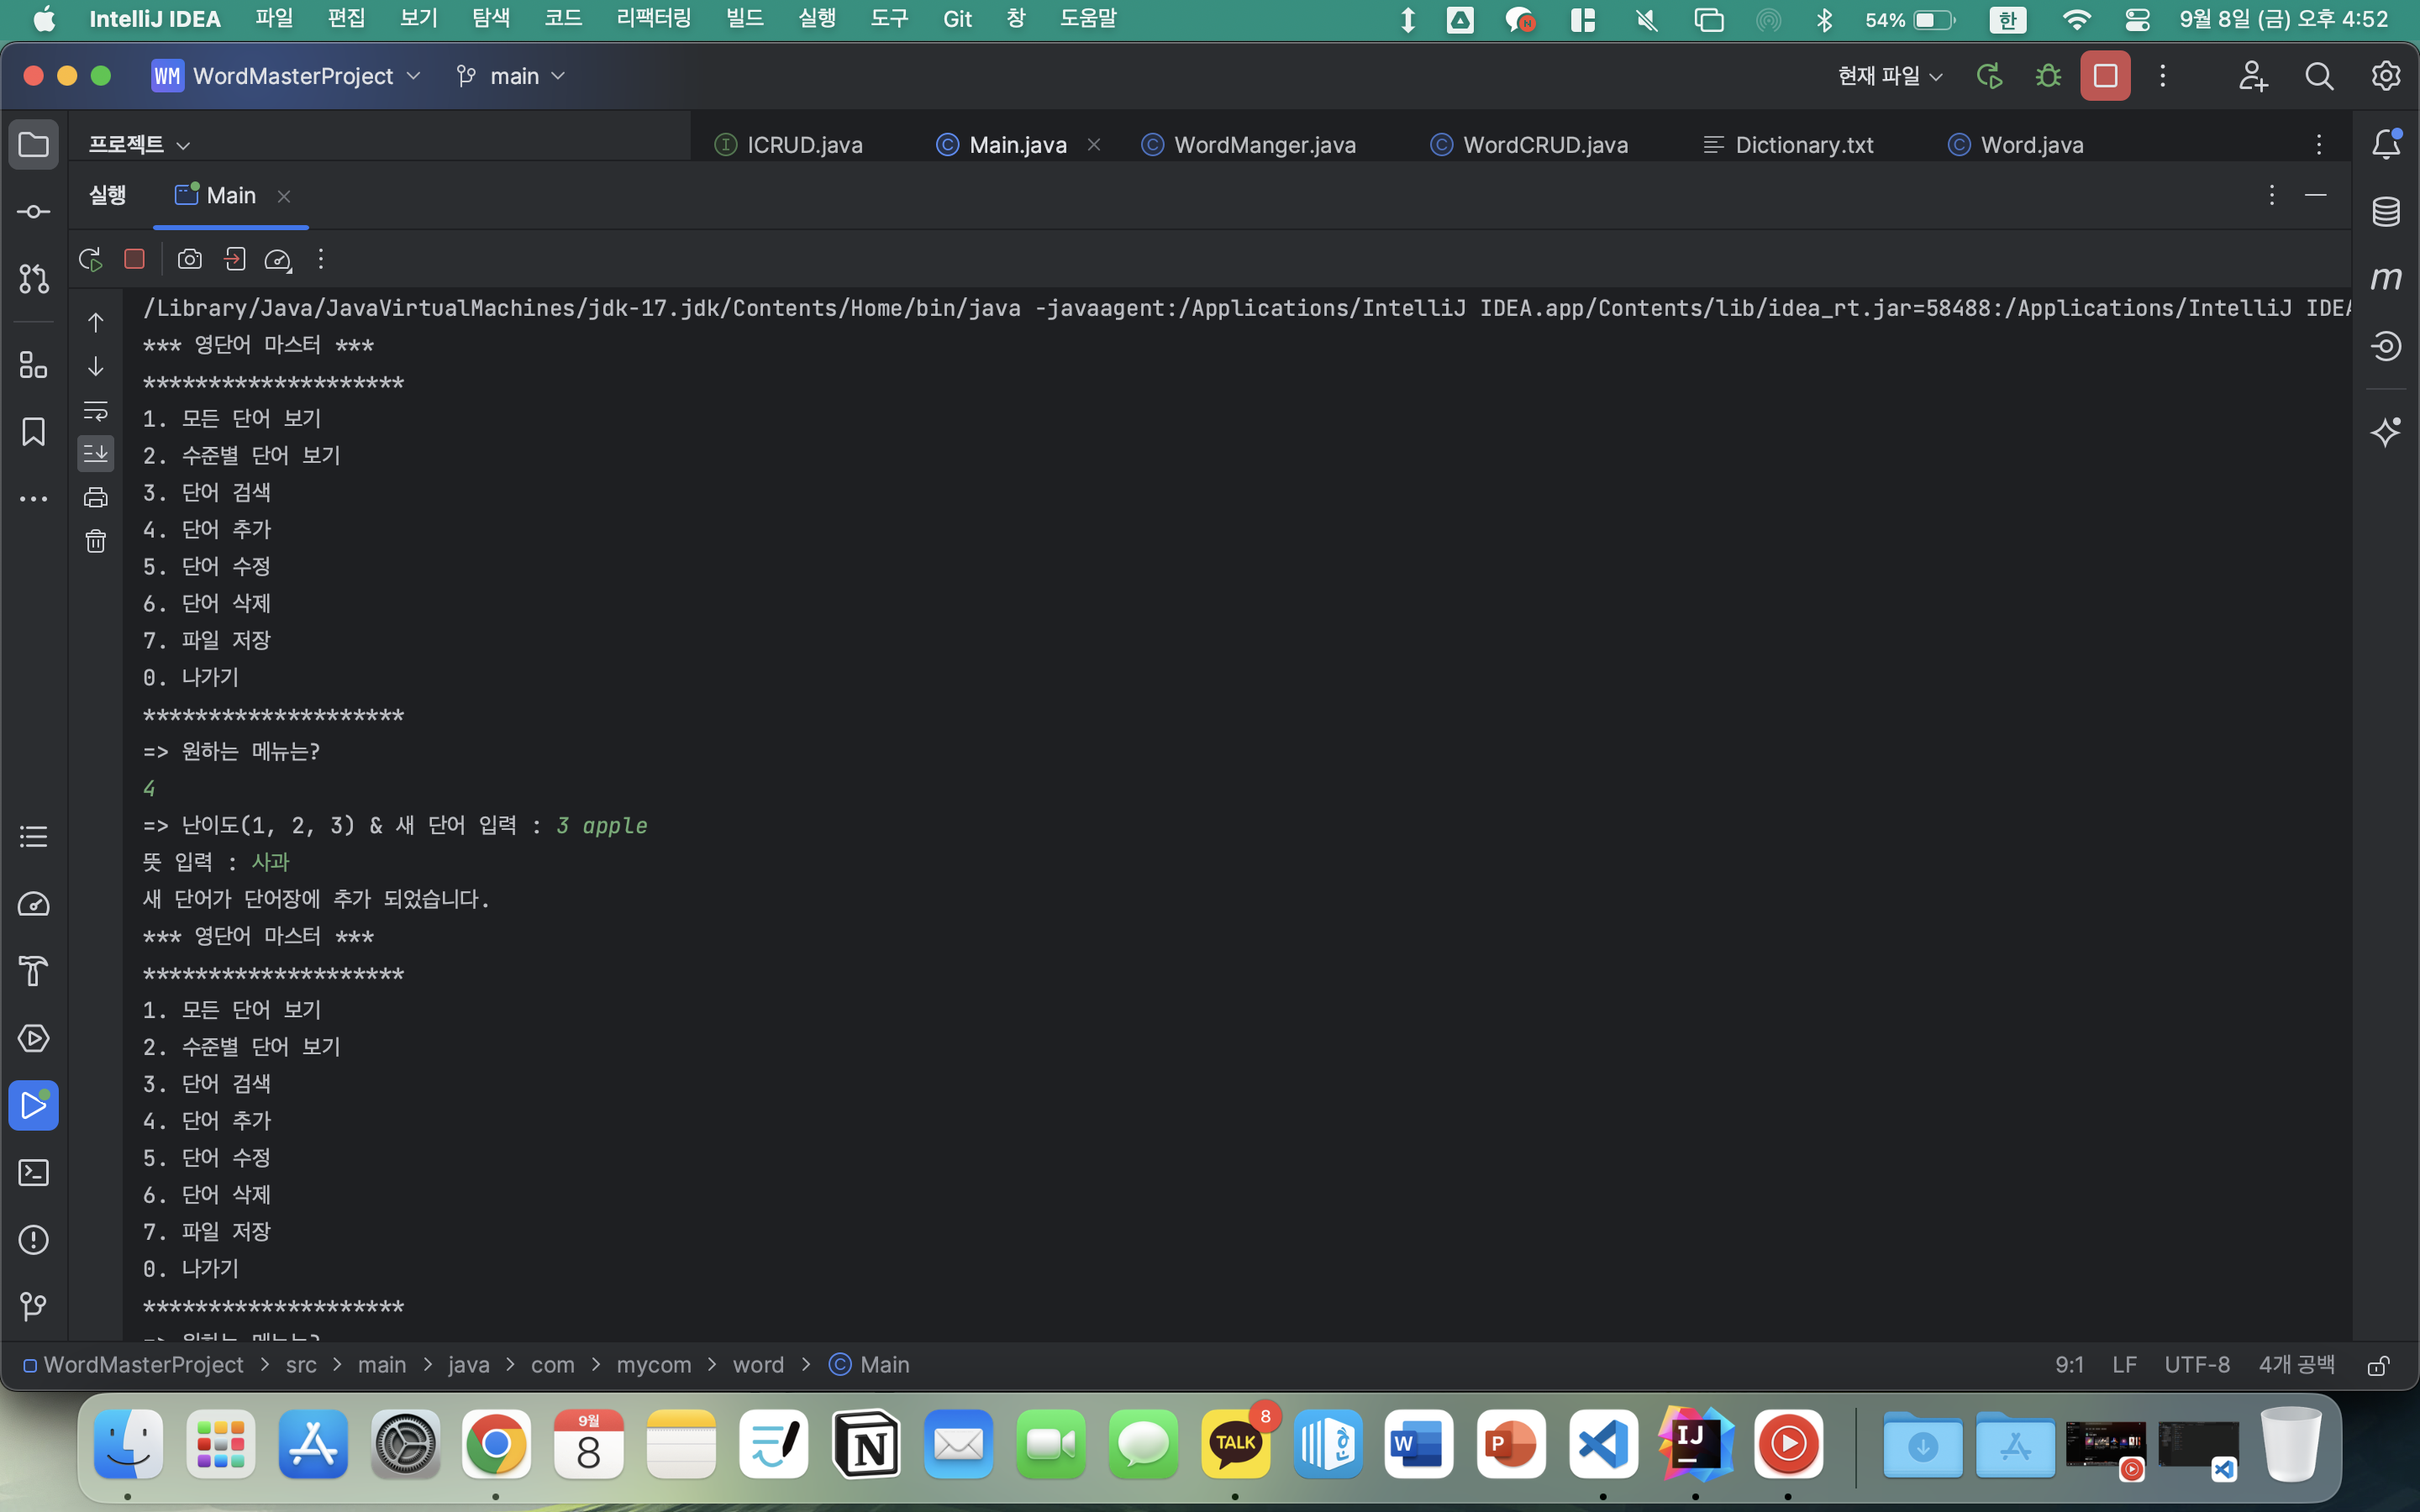 IntelliJ IDEA 파일 편집 보기 탐색 코드 리팩터링 빌드 실행 도구 Git 창 도움말 54% 한 9월 8일 (금) 오후 4:52
WM WordMasterProject main 현재 파일
프로젝트 ICRUD.java Main.java WordManger.java WordCRUD.java Dictionary.txt Word.java
실행 Main
/Library/Java/JavaVirtualMachines/jdk-17.jdk/Contents/Home/bin/java -javaagent:/Applications/IntelliJ IDEA.app/Contents/lib/idea_rt.jar=58488:/Applications/IntelliJ IDEA
*** 영단어 마스터 ***
********************
1. 모든 단어 보기
2. 수준별 단어 보기
3. 단어 검색
4. 단어 추가
5. 단어 수정
6. 단어 삭제
7. 파일 저장
0. 나가기
********************
=> 원하는 메뉴는?
4
=> 난이도(1, 2, 3) & 새 단어 입력 : 3 apple
뜻 입력 : 사과
새 단어가 단어장에 추가 되었습니다.
*** 영단어 마스터 ***
********************
1. 모든 단어 보기
2. 수준별 단어 보기
3. 단어 검색
4. 단어 추가
5. 단어 수정
6. 단어 삭제
7. 파일 저장
0. 나가기
********************
=> 원하는 메뉴는?
WordMasterProject > src > main > java > com > mycom > word > Main 9:1 LF UTF-8 4개 공백
9월
8
TALK
8
W
P
IJ